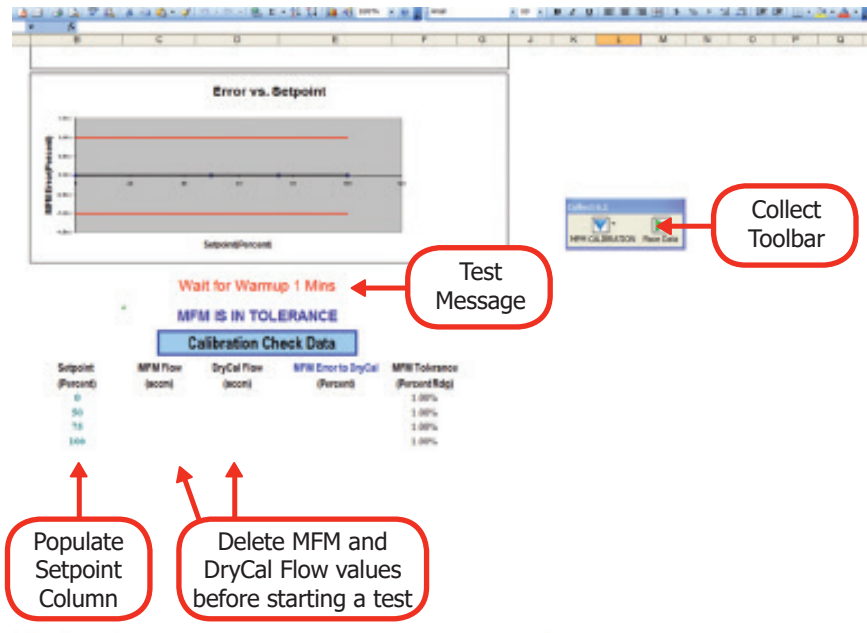 B C D E F G J K L M N O P Q
Error vs. Setpoint
MFM Error(Percent)
Setpoint(Percent)
Collect
Toolbar
MFM CALIBRATION
Wait for Warmup 1 Mins
Test
Message
MFM IS IN TOLERANCE
Calibration Check Data
Setpoint MFM Flow DryCal Flow MFM Error to DryCal MFM Tolerance
(Percent) (sccm) (sccm) (Percent) (Percent Rdg)
0 1.00%
50 1.00%
75 1.00%
100 1.00%
Populate
Setpoint
Column
Delete MFM and
DryCal Flow values
before starting a test